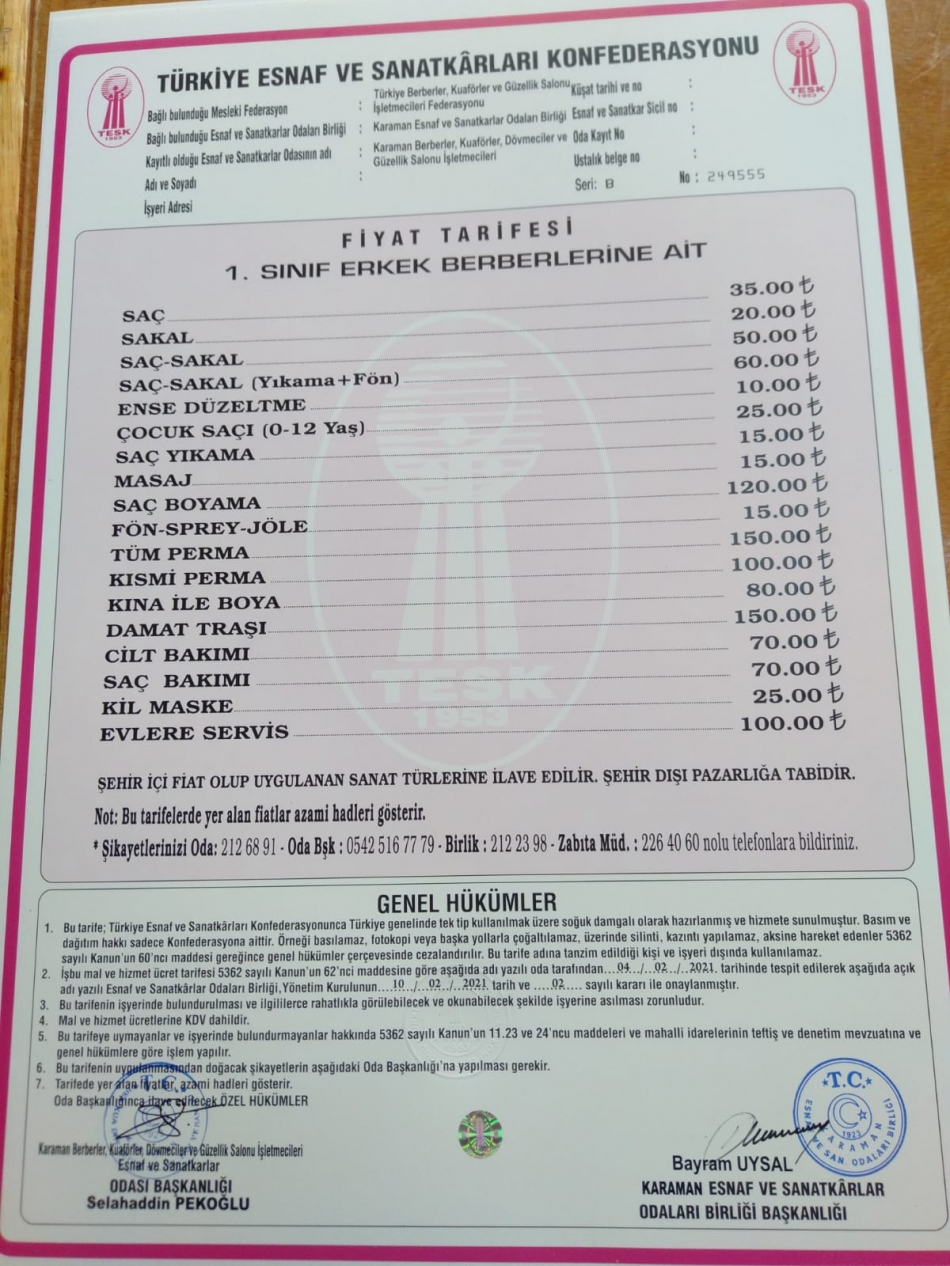 TÜRKİYE ESNAF VE SANATKÂRLARI KONFEDERASYONU
TESK
1953
TESK
1953
Bağlı bulunduğu Mesleki Federasyon : Türkiye Berberler, Kuaförler ve Güzellik Salonu İşletmecileri Federasyonu
Bağlı bulunduğu Esnaf ve Sanatkarlar Odaları Birliği : Karaman Esnaf ve Sanatkarlar Odaları Birliği
Kayıtlı olduğu Esnaf ve Sanatkarlar Odasının adı : Karaman Berberler, Kuaförler, Dövmeciler ve Güzellik Salonu İşletmecileri
Adı ve Soyadı :
İşyeri Adresi
Küşat tarihi ve no :
Esnaf ve Sanatkar Sicil no :
Oda Kayıt No :
Ustalık belge no :
Seri: B No : 249555
FİYAT TARİFESİ
1. SINIF ERKEK BERBERLERİNE AİT
SAÇ 35.00 ₺
SAKAL 20.00 ₺
SAÇ-SAKAL 50.00 ₺
SAÇ-SAKAL (Yıkama+Fön) 60.00 ₺
ENSE DÜZELTME 10.00 ₺
ÇOCUK SAÇI (0-12 Yaş) 25.00 ₺
SAÇ YIKAMA 15.00 ₺
MASAJ 15.00 ₺
SAÇ BOYAMA 120.00 ₺
FÖN-SPREY-JÖLE 15.00 ₺
TÜM PERMA 150.00 ₺
KISMİ PERMA 100.00 ₺
KINA İLE BOYA 80.00 ₺
DAMAT TRAŞI 150.00 ₺
CİLT BAKIMI 70.00 ₺
SAÇ BAKIMI 70.00 ₺
KİL MASKE 25.00 ₺
EVLERE SERVİS 100.00 ₺
TESK
1953
ŞEHİR İÇİ FİAT OLUP UYGULANAN SANAT TÜRLERİNE İLAVE EDİLİR. ŞEHİR DIŞI PAZARLIĞA TABİDİR.
Not: Bu tarifelerde yer alan fiatlar azami hadleri gösterir.
* Şikayetlerinizi Oda: 212 68 91 - Oda Bşk : 0542 516 77 79 - Birlik : 212 23 98 - Zabıta Müd. : 226 40 60 nolu telefonlara bildiriniz.
GENEL HÜKÜMLER
1. Bu tarife; Türkiye Esnaf ve Sanatkârları Konfederasyonunca Türkiye genelinde tek tip kullanılmak üzere soğuk damgalı olarak hazırlanmış ve hizmete sunulmuştur. Basım ve
dağıtım hakkı sadece Konfederasyona aittir. Örneği basılamaz, fotokopi veya başka yollarla çoğaltılamaz, üzerinde silinti, kazıntı yapılamaz, aksine hareket edenler 5362
sayılı Kanun'un 60'ncı maddesi gereğince genel hükümler çerçevesinde cezalandırılır. Bu tarife adına tanzim edildiği kişi ve işyeri dışında kullanılamaz.
2. İşbu mal ve hizmet ücret tarifesi 5362 sayılı Kanun'un 62'nci maddesine göre aşağıda adı yazılı oda tarafından...04../..02../..2021. tarihinde tespit edilerek aşağıda açık
adı yazılı Esnaf ve Sanatkarlar Odaları Birliği,Yönetim Kurulunun...10../..02../..2021 tarih ve ....02.... sayılı kararı ile onaylanmıştır.
3. Bu tarifenin işyerinde bulundurulması ve ilgililerce rahatlıkla görülebilecek ve okunabilecek şekilde işyerine asılması zorunludur.
4. Mal ve hizmet ücretlerine KDV dahildir.
5. Bu tarifeye uymayanlar ve işyerinde bulundurmayanlar hakkında 5362 sayılı Kanun'un 11.23 ve 24'ncu maddeleri ve mahalli idarelerinin teftiş ve denetim mevzuatına ve
genel hükümlere göre işlem yapılır.
6. Bu tarifenin uygulanmasından doğacak şikayetlerin aşağıdaki Oda Başkanlığı'na yapılması gerekir.
7. Tarifede yer alan fiyatlar, azami hadleri gösterir.
Oda Başkanlığınca ilave edilecek ÖZEL HÜKÜMLER
Karaman Berberler, Kuaförler, Dövmeciler ve Güzellik Salonu İşletmecileri
Esnaf ve Sanatkarlar
ODASI BAŞKANLIĞI
Selahaddin PEKOĞLU
T.C.
T.C.
KARAMAN
ESNAF VE SAN. ODALARI BİRLİĞİ
1923
Bayram UYSAL
KARAMAN ESNAF VE SANATKÂRLAR
ODALARI BİRLİĞİ BAŞKANLIĞI